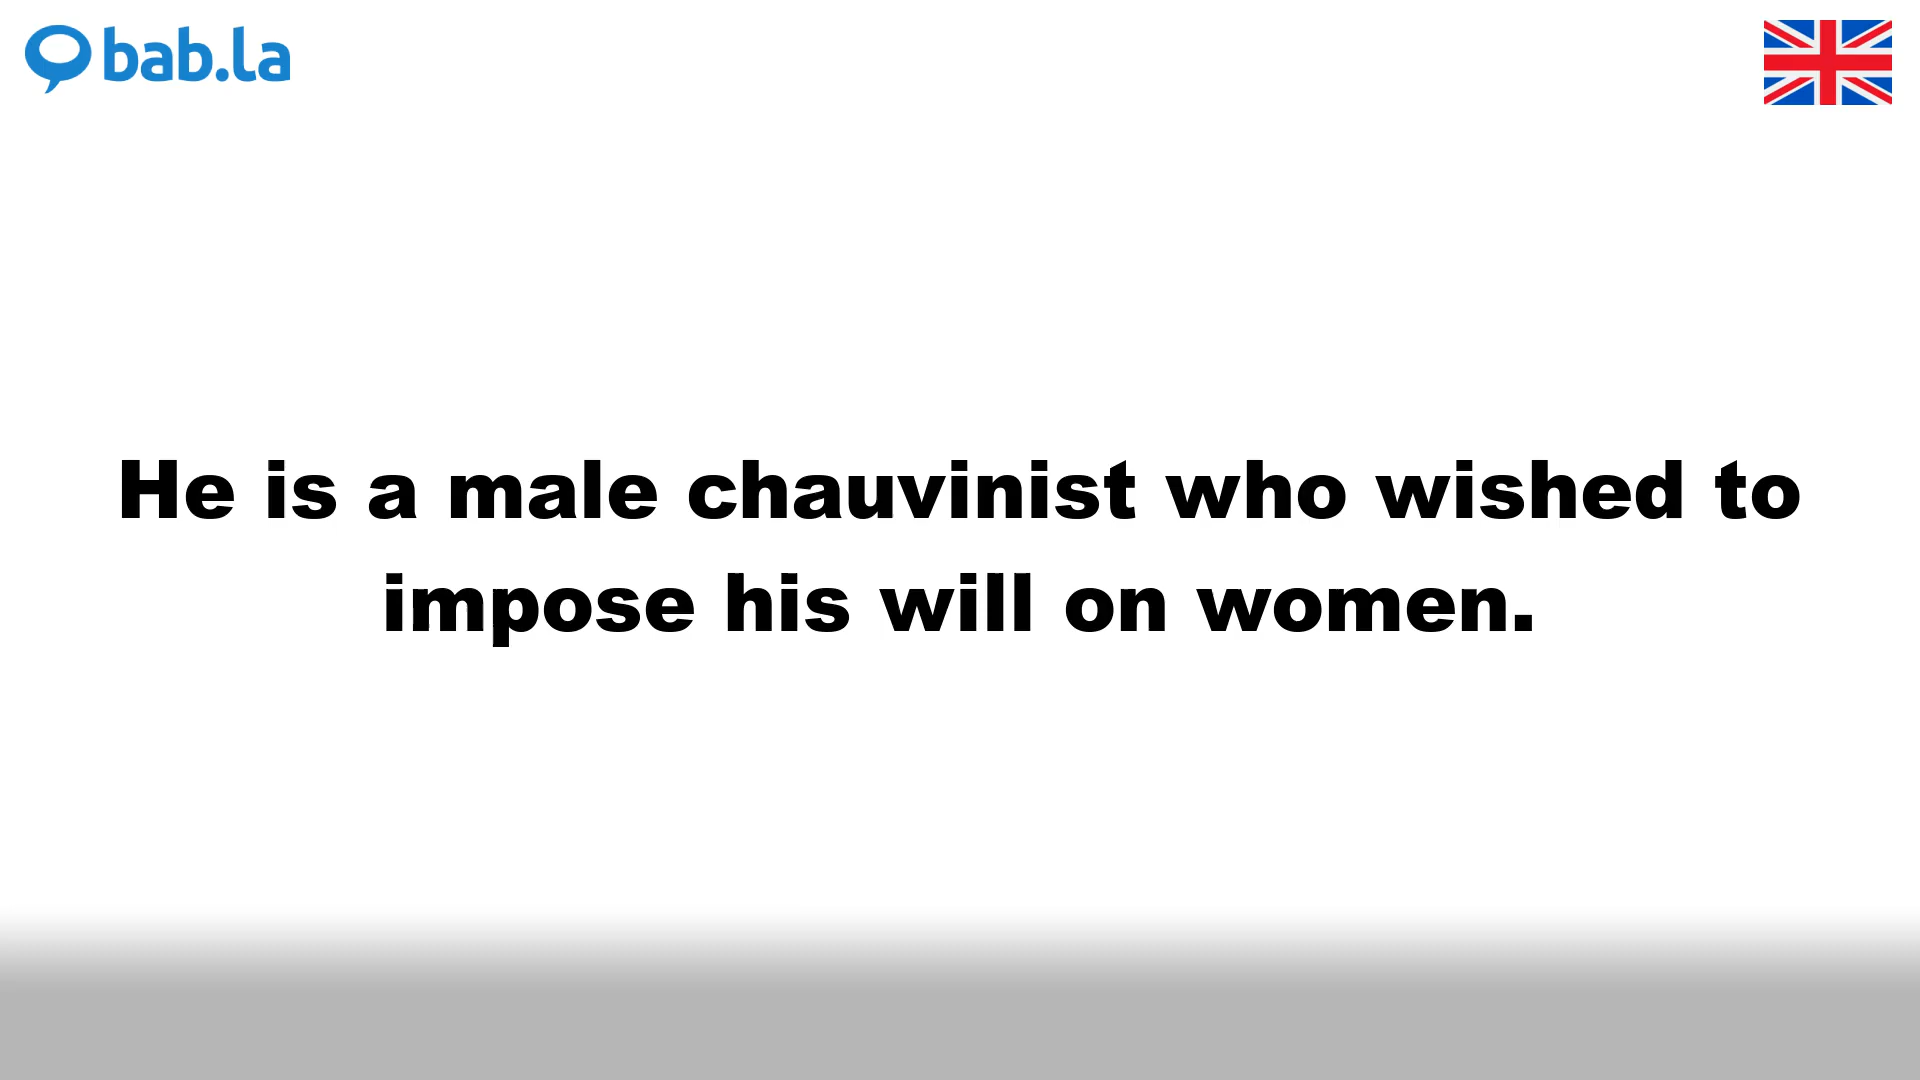 bab.la
He is a male chauvinist who wished to
impose his will on women.